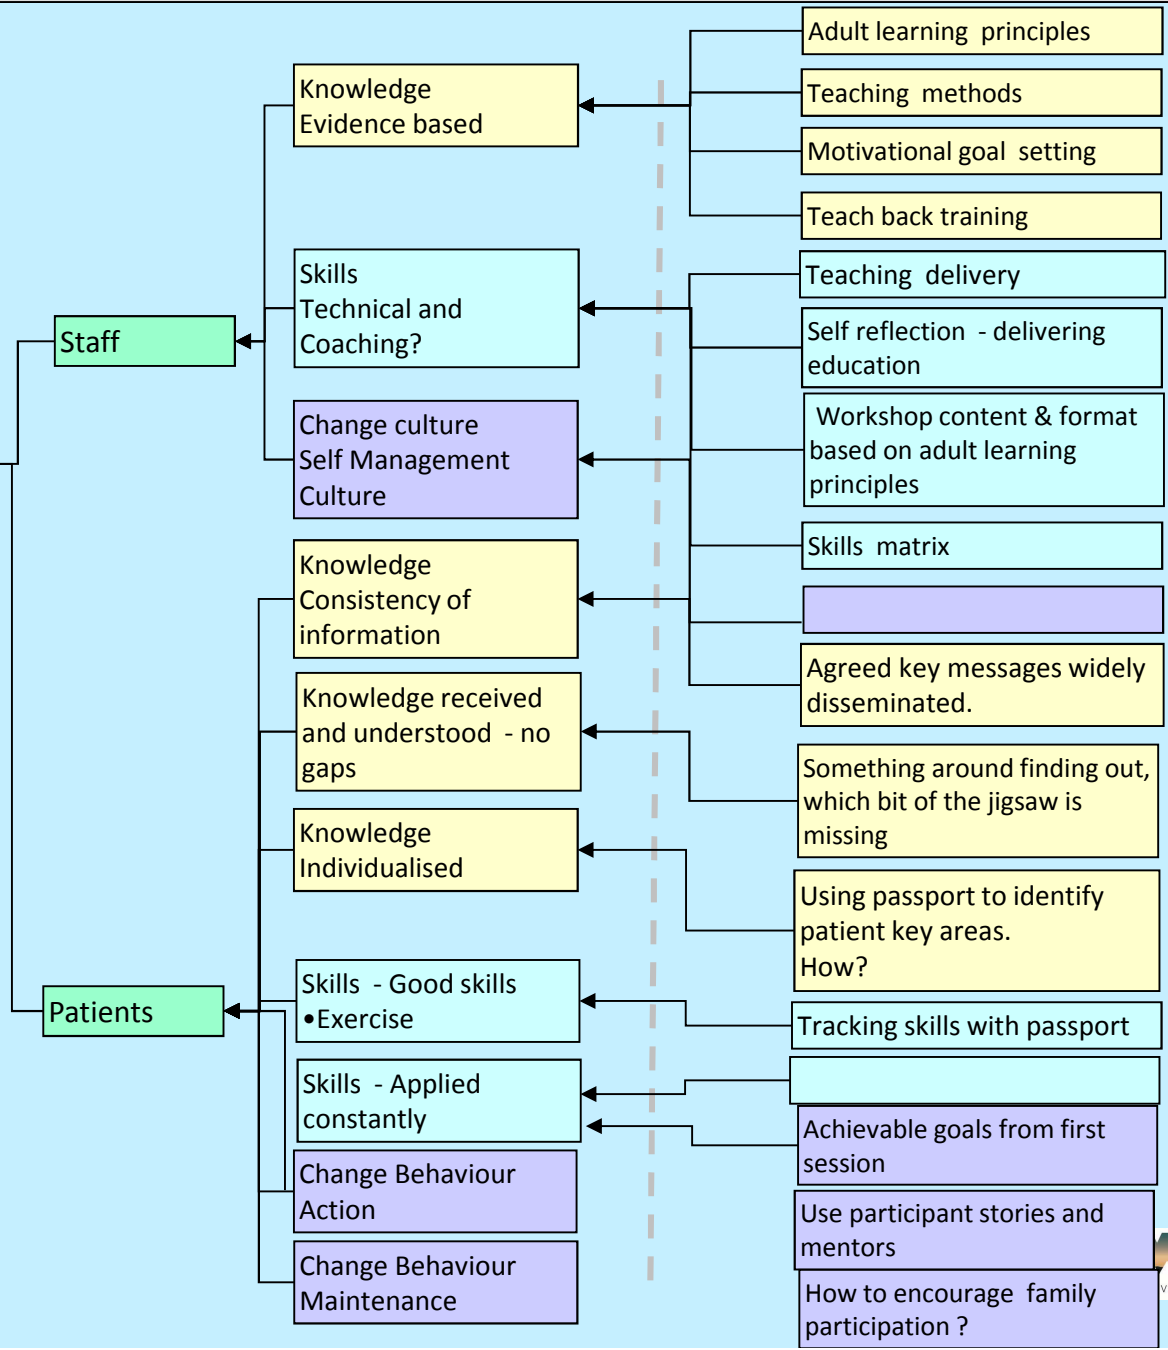 Staff
Patients
Knowledge
Evidence based
Skills
Technical and
Coaching?
Change culture
Self Management
Culture
Knowledge
Consistency of
information
Knowledge received
and understood - no
gaps
Knowledge
Individualised
Skills - Good skills
•Exercise
Skills - Applied
constantly
Change Behaviour
Action
Change Behaviour
Maintenance
Adult learning principles
Teaching methods
Motivational goal setting
Teach back training
Teaching delivery
Self reflection - delivering
education
Workshop content & format
based on adult learning
principles
Skills matrix
Agreed key messages widely
disseminated.
Something around finding out,
which bit of the jigsaw is
missing
Using passport to identify
patient key areas.
How?
Tracking skills with passport
Achievable goals from first
session
Use participant stories and
mentors
How to encourage family
participation ?